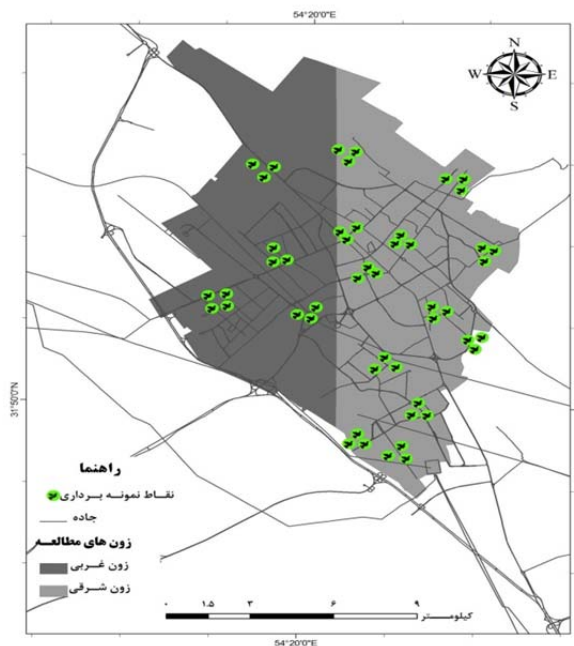 54°20'0"E
N
W E
S
31°50'0"N
راهنما
نقاط نمونه برداری
جاده
زون های مطالعه
زون غربی
زون شرقی
۰ ۱.۵ ۳ ۶ ۹
کیلومتر
54°20'0"E